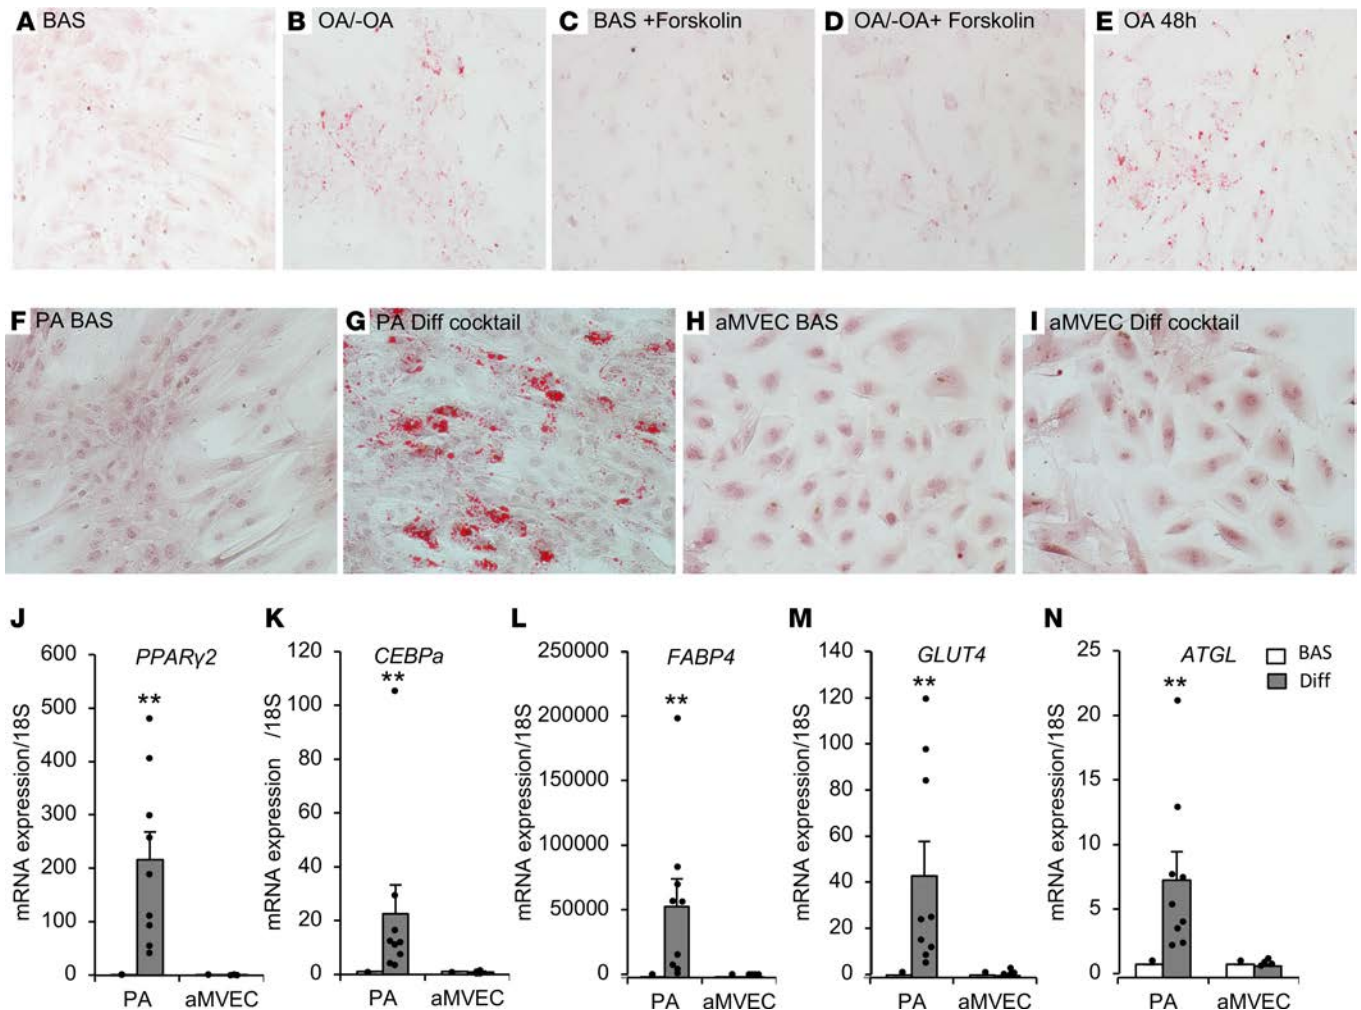 A BAS
B OA/-OA
C BAS +Forskolin
D OA/-OA+ Forskolin
E OA 48h
F PA BAS
G PA Diff cocktail
H aMVEC BAS
I aMVEC Diff cocktail
J
PPARγ2
mRNA expression/18S
600
**
500
400
300
200
100
0
PA aMVEC
K
CEBPa
mRNA expression /18S
120
**
100
80
60
40
20
0
PA aMVEC
L
FABP4
mRNA expression/18S
250000
**
200000
150000
100000
50000
0
PA aMVEC
M
GLUT4
mRNA expression/18S
140
**
120
100
80
60
40
20
0
PA aMVEC
N
ATGL
mRNA expression/18S
25
**
20
15
10
5
0
PA aMVEC
BAS
Diff